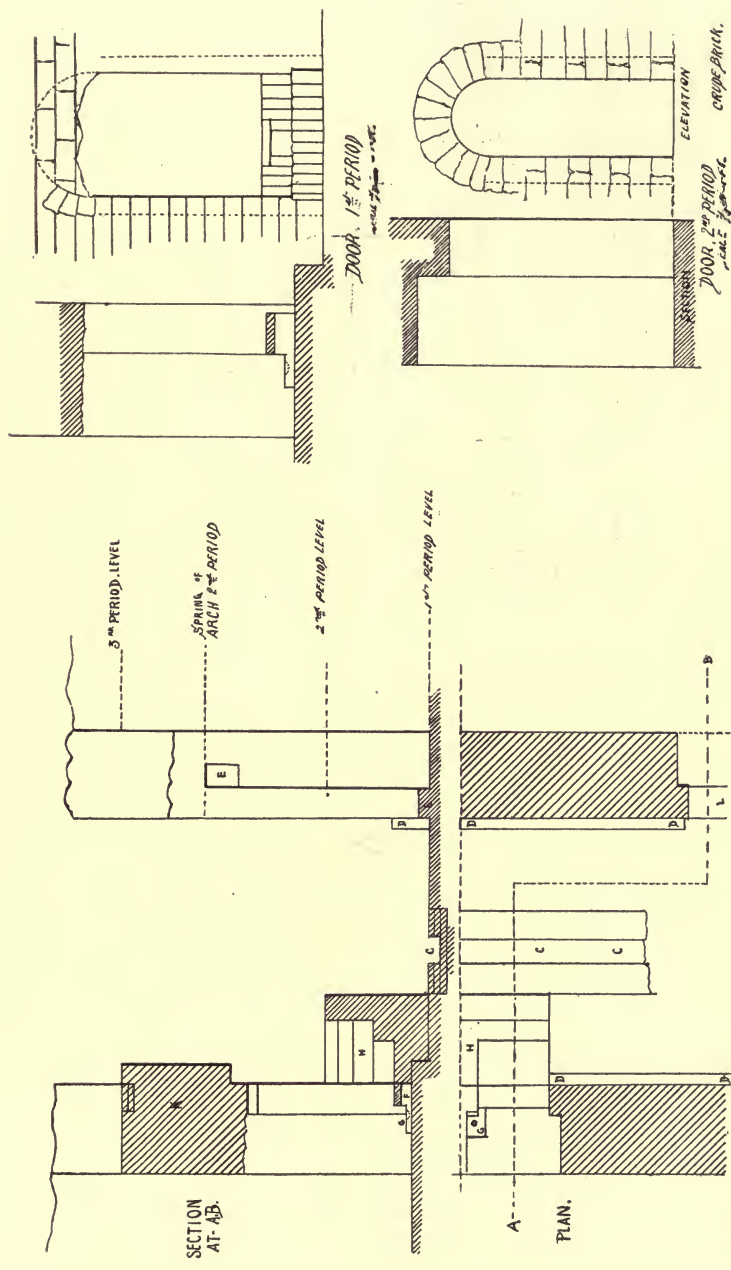 DOOR. 1st PERIOD
ELEVATION
SECTION
DOOR. 2ND PERIOD
SCALE
CRUDE BRICK.
3RD PERIOD. LEVEL
SPRING OF
ARCH 2nd PERIOD
2nd PERIOD LEVEL
1st PERIOD LEVEL
SECTION
AT- A.B.
K
E
D
H
C
F
G
PLAN.
A
B
H
G
C
C
D
D
D
D
L